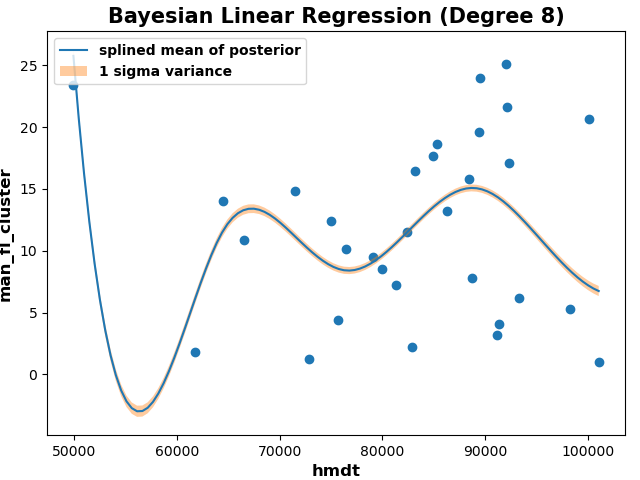 Bayesian Linear Regression (Degree 8)
splined mean of posterior
1 sigma variance
man_fl_cluster
25
20
15
10
5
0
50000 60000 70000 80000 90000 100000
hmdt